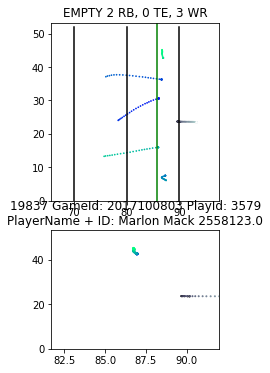 EMPTY 2 RB, 0 TE, 3 WR
50
40
30
20
10
0
70 80 90
19837 GameId: 2017100803 PlayId: 3579
PlayerName + ID: Marlon Mack 2558123.0
40
20
0
82.5 85.0 87.5 90.0